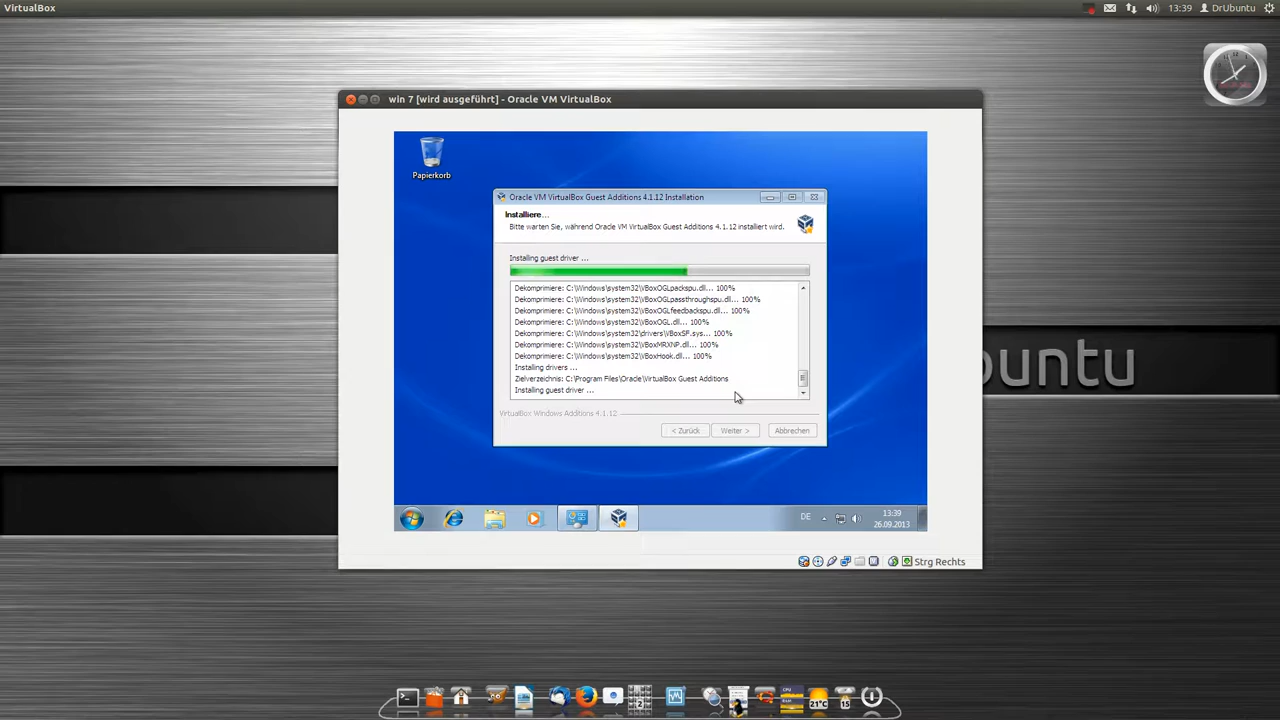 VirtualBox
13:39
DrUbuntu
win 7 [wird ausgeführt] - Oracle VM VirtualBox
Papierkorb
Oracle VM VirtualBox Guest Additions 4.1.12 Installation
Installiere...
Bitte warten Sie, während Oracle VM VirtualBox Guest Additions 4.1.12 installiert wird.
Installing guest driver ...
Dekomprimiere: C:\Windows\system32\VBoxOGLpackspu.dll... 100%
Dekomprimiere: C:\Windows\system32\VBoxOGLpassthroughspu.dll... 100%
Dekomprimiere: C:\Windows\system32\VBoxOGLfeedbackspu.dll... 100%
Dekomprimiere: C:\Windows\system32\VBoxOGL.dll... 100%
Dekomprimiere: C:\Windows\system32\drivers\VBoxSF.sys... 100%
Dekomprimiere: C:\Windows\system32\VBoxMRXNP.dll... 100%
Dekomprimiere: C:\Windows\system32\VBoxHook.dll... 100%
Installing drivers ...
Zielverzeichnis: C:\Program Files\Oracle\VirtualBox Guest Additions
Installing guest driver ...
VirtualBox Windows Additions 4.1.12
< Zurück
Weiter >
Abbrechen
buntu
DE
13:39
26.09.2013
Strg Rechts
2
CPU
RAM
21°C
15